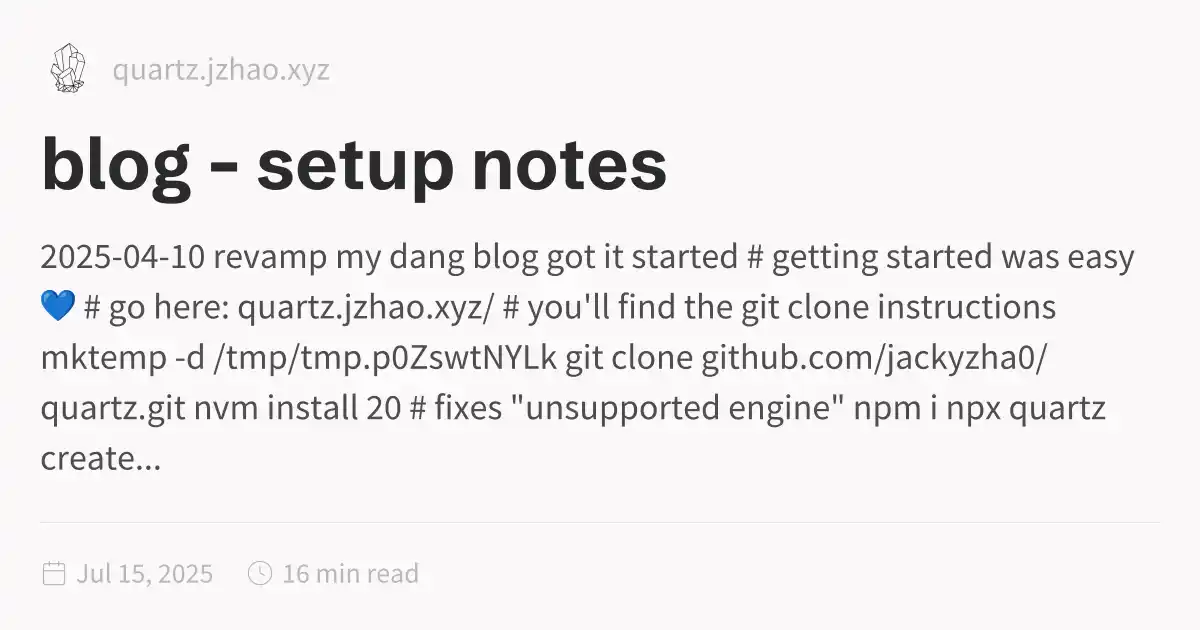 quartz.jzhao.xyz
blog - setup notes
2025-04-10 revamp my dang blog got it started # getting started was easy
💙 # go here: quartz.jzhao.xyz/ # you'll find the git clone instructions
mktemp -d /tmp/tmp.p0ZswtNYLk git clone github.com/jackyzha0/
quartz.git nvm install 20 # fixes "unsupported engine" npm i npx quartz
create...
Jul 15, 2025 16 min read